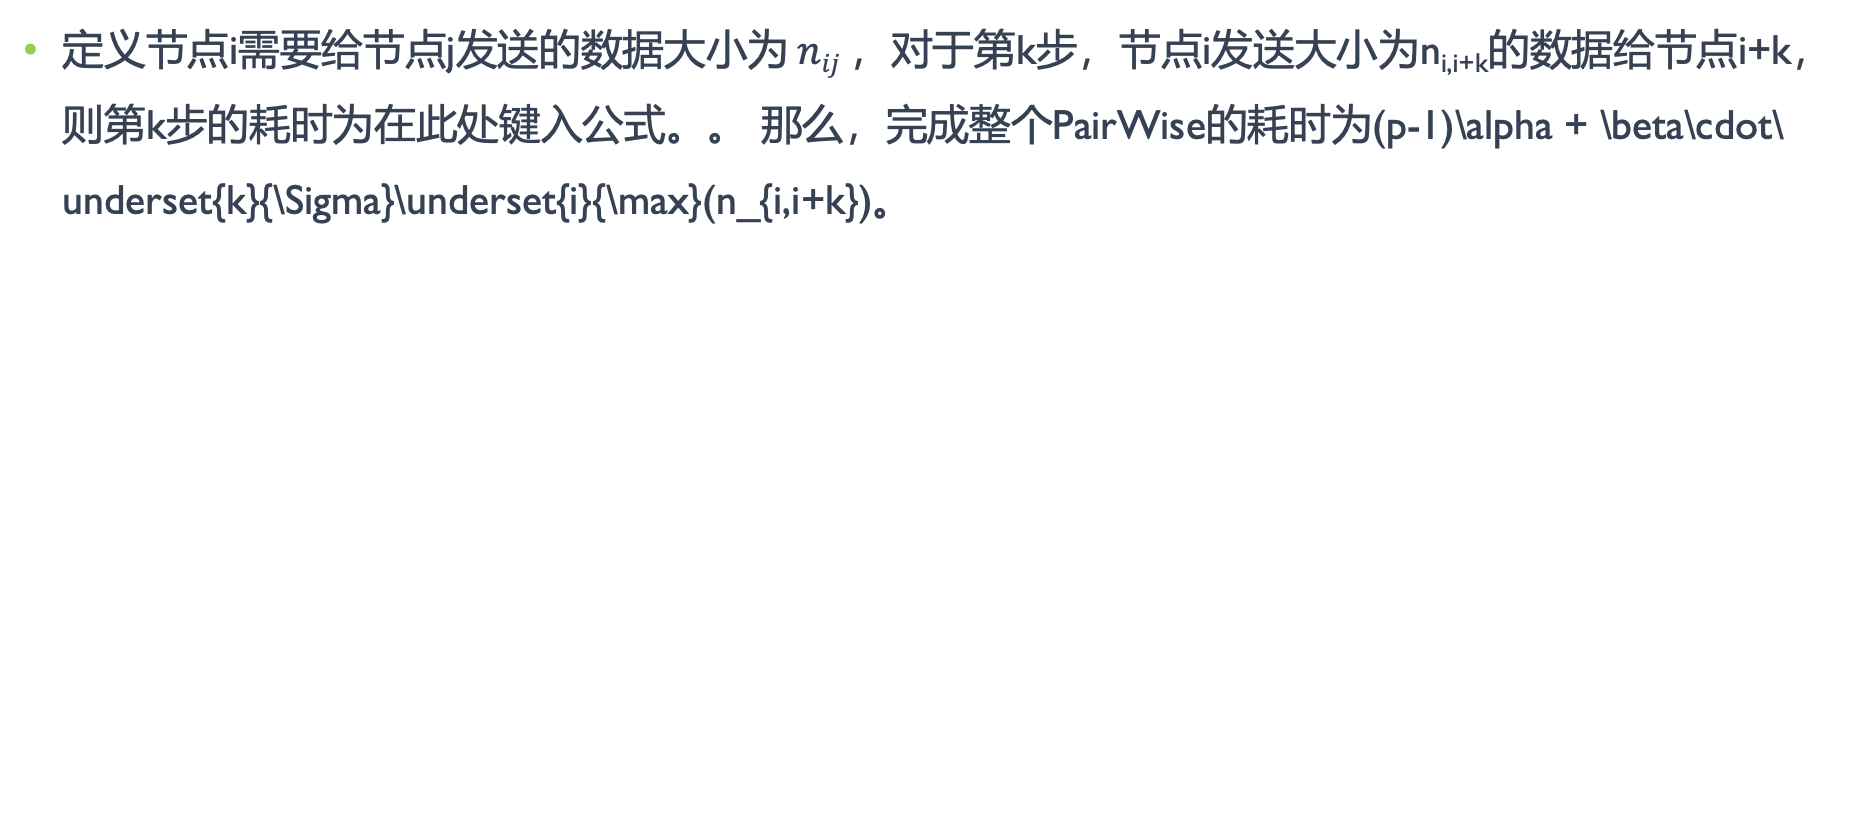 • 定义节点i需要给节点j发送的数据大小为 n_{ij} ，对于第k步，节点i发送大小为n_{i,i+k}的数据给节点i+k，
则第k步的耗时为在此处键入公式。。 那么，完成整个PairWise的耗时为(p-1)\alpha + \beta\cdot\
underset{k}{\Sigma}\underset{i}{\max}(n_{i,i+k})。